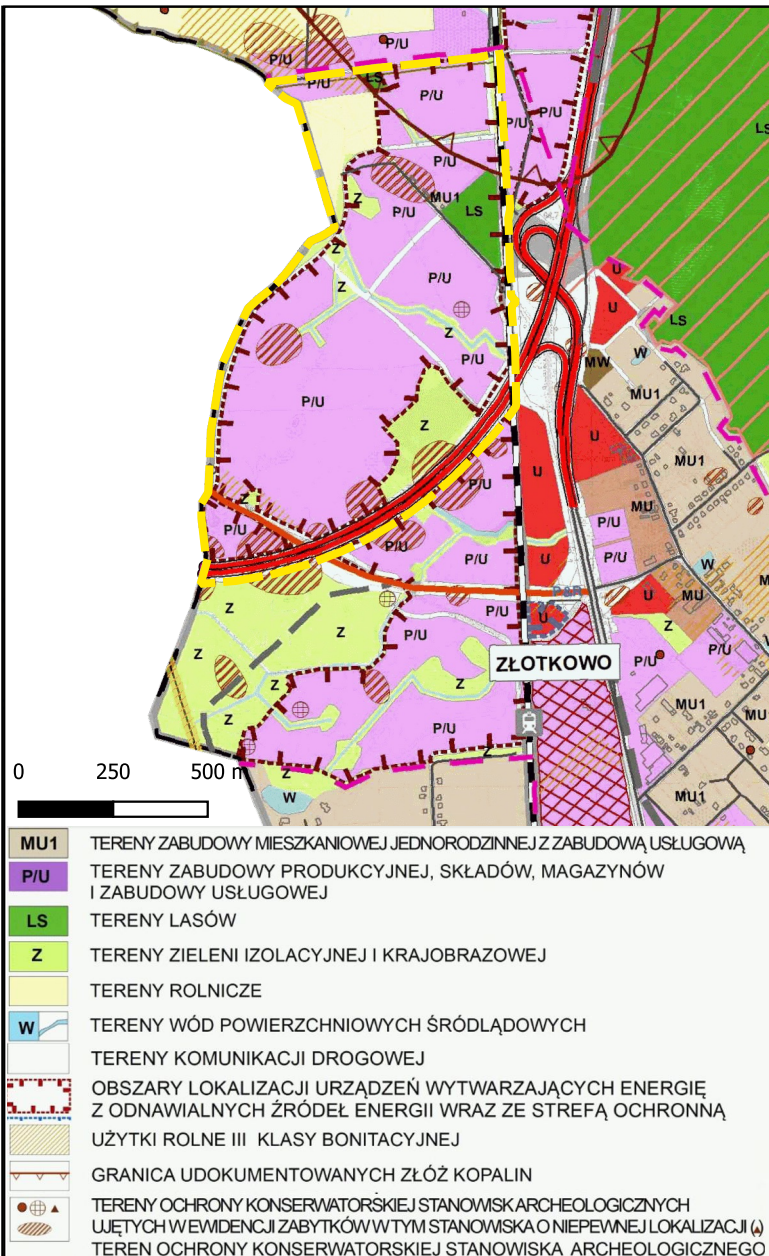 P/U
P/U
LS
P/U
P/U
P/U
LS
P/U
MU1
Z
P/U
LS
Z
P/U
Z
U
U
LS
Z
P/U
W
MW
MU1
P/U
Z
U
MU1
Z
P/U
U
MU
P/U
P/U
P/U
P/U
P/U
U
W
P&R
U
MU
Z
P/U
U
Z
Z
P/U
Z
P/U
P/U
Z
ZŁOTKOWO
Z
Z
MU1
MU1
Z
P/U
Z
Z
W
MU1
0 250 500 m
MU1 TERENY ZABUDOWY MIESZKANIOWEJ JEDNORODZINNEJ Z ZABUDOWĄ USŁUGOWĄ
P/U TERENY ZABUDOWY PRODUKCYJNEJ, SKŁADÓW, MAGAZYNÓW
I ZABUDOWY USŁUGOWEJ
LS TERENY LASÓW
Z TERENY ZIELENI IZOLACYJNEJ I KRAJOBRAZOWEJ
TERENY ROLNICZE
W TERENY WÓD POWIERZCHNIOWYCH ŚRÓDLĄDOWYCH
TERENY KOMUNIKACJI DROGOWEJ
OBSZARY LOKALIZACJI URZĄDZEŃ WYTWARZAJĄCYCH ENERGIĘ
Z ODNAWIALNYCH ŹRÓDEŁ ENERGII WRAZ ZE STREFĄ OCHRONNĄ
UŻYTKI ROLNE III KLASY BONITACYJNEJ
GRANICA UDOKUMENTOWANYCH ZŁÓŻ KOPALIN
TERENY OCHRONY KONSERWATORSKIEJ STANOWISK ARCHEOLOGICZNYCH
UJĘTYCH W EWIDENCJI ZABYTKÓW W TYM STANOWISKA O NIEPEWNEJ LOKALIZACJI
TEREN OCHRONY KONSERWATORSKIEJ STANOWISKA ARCHEOLOGICZNEGO